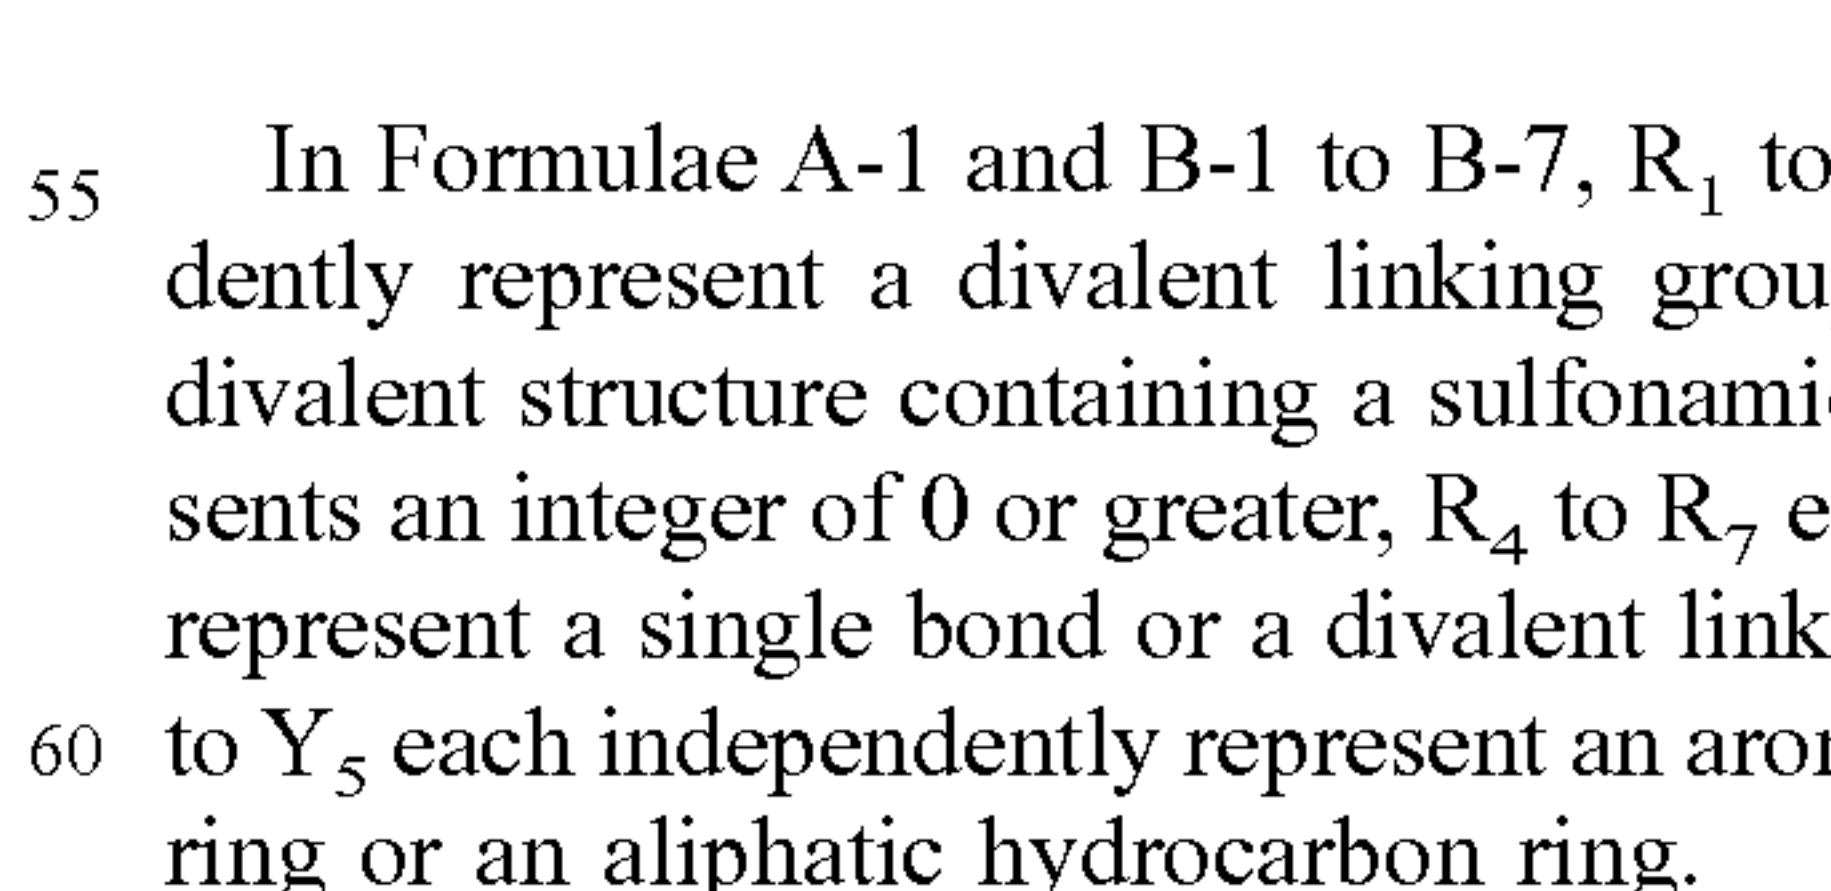 55 In Formulae A-1 and B-1 to B-7, R₁ to
dently represent a divalent linking grou
divalent structure containing a sulfonami
sents an integer of 0 or greater, R₄ to R₇ e
represent a single bond or a divalent link
60 to Y₅ each independently represent an aro
ring or an aliphatic hydrocarbon ring.